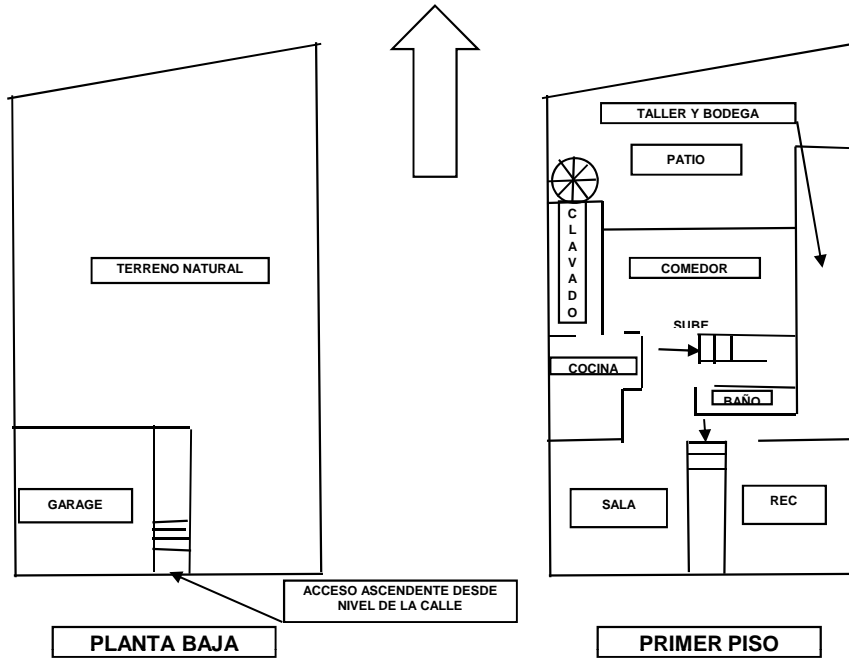 TALLER Y BODEGA
PATIO
C
L
A
V
A
D
O
TERRENO NATURAL
COMEDOR
SUBE
COCINA
BAÑO
GARAGE
SALA
REC
ACCESO ASCENDENTE DESDE
NIVEL DE LA CALLE
PLANTA BAJA
PRIMER PISO